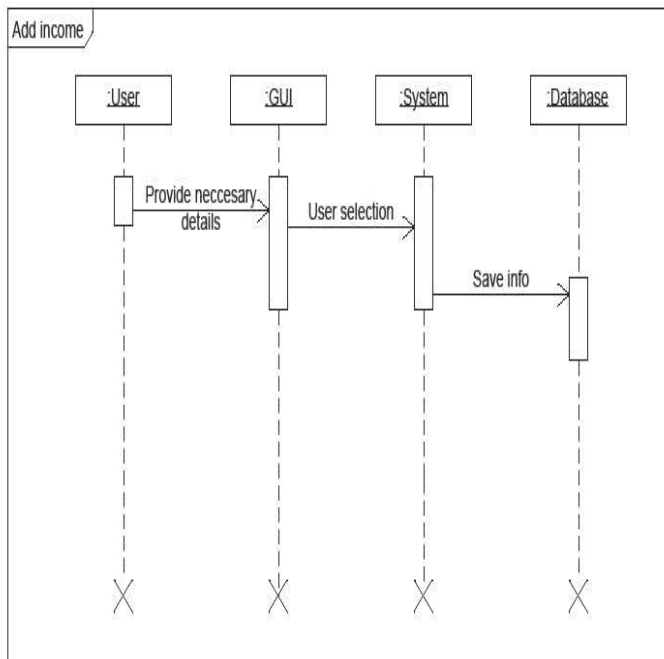 Add income
:User
:GUI
:System
:Database
Provide neccesary
details
User selection
Save info